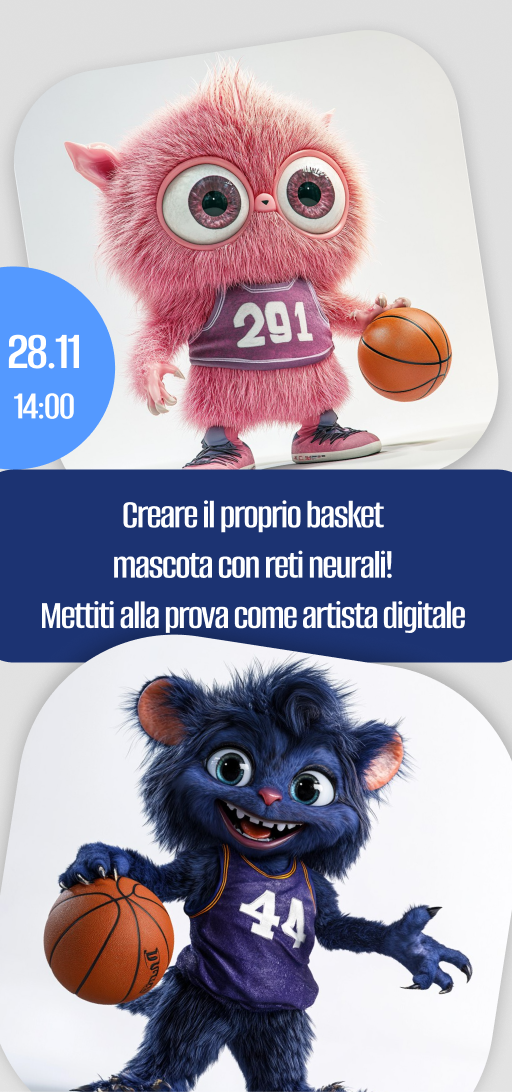 291
28.11
14:00
Creare il proprio basket
mascota con reti neurali!
Mettiti alla prova come artista digitale
44